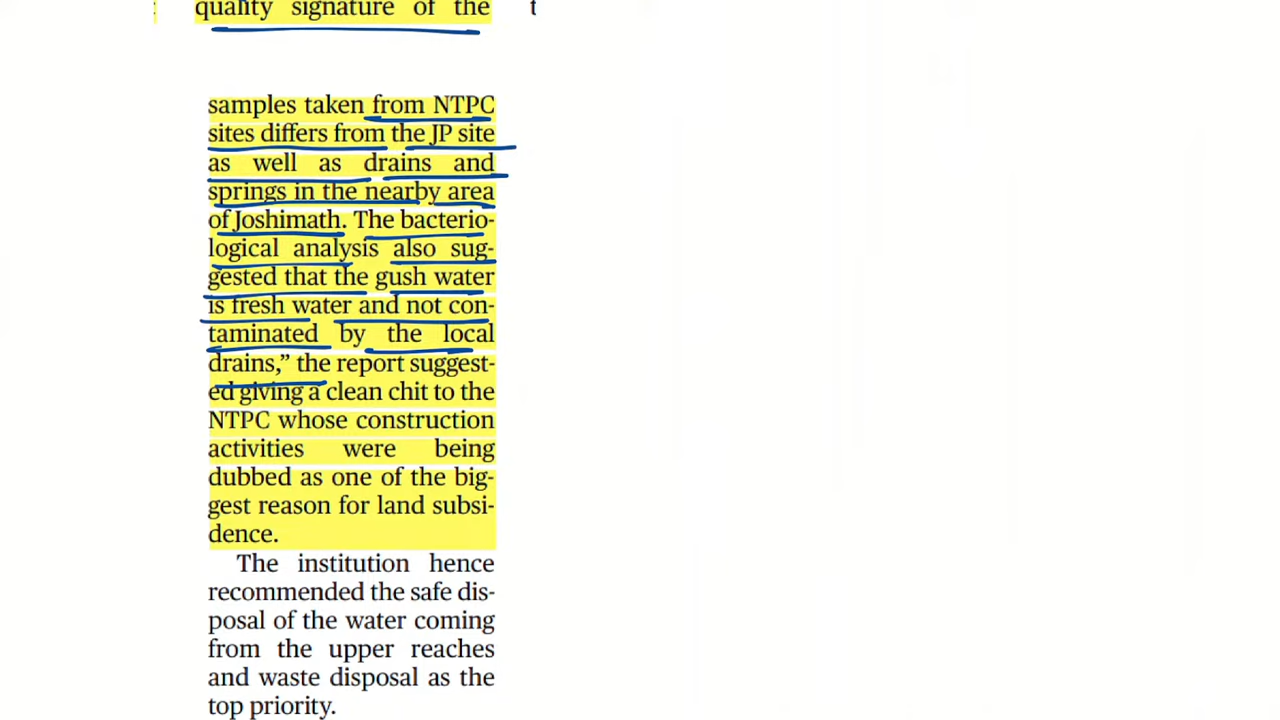 quality signature of the t
samples taken from NTPC
sites differs from the JP site
as well as drains and
springs in the nearby area
of Joshimath. The bacterio-
logical analysis also sug-
gested that the gush water
is fresh water and not con-
taminated by the local
drains,” the report suggest-
ed giving a clean chit to the
NTPC whose construction
activities were being
dubbed as one of the big-
gest reason for land subsi-
dence.
The institution hence
recommended the safe dis-
posal of the water coming
from the upper reaches
and waste disposal as the
top priority.